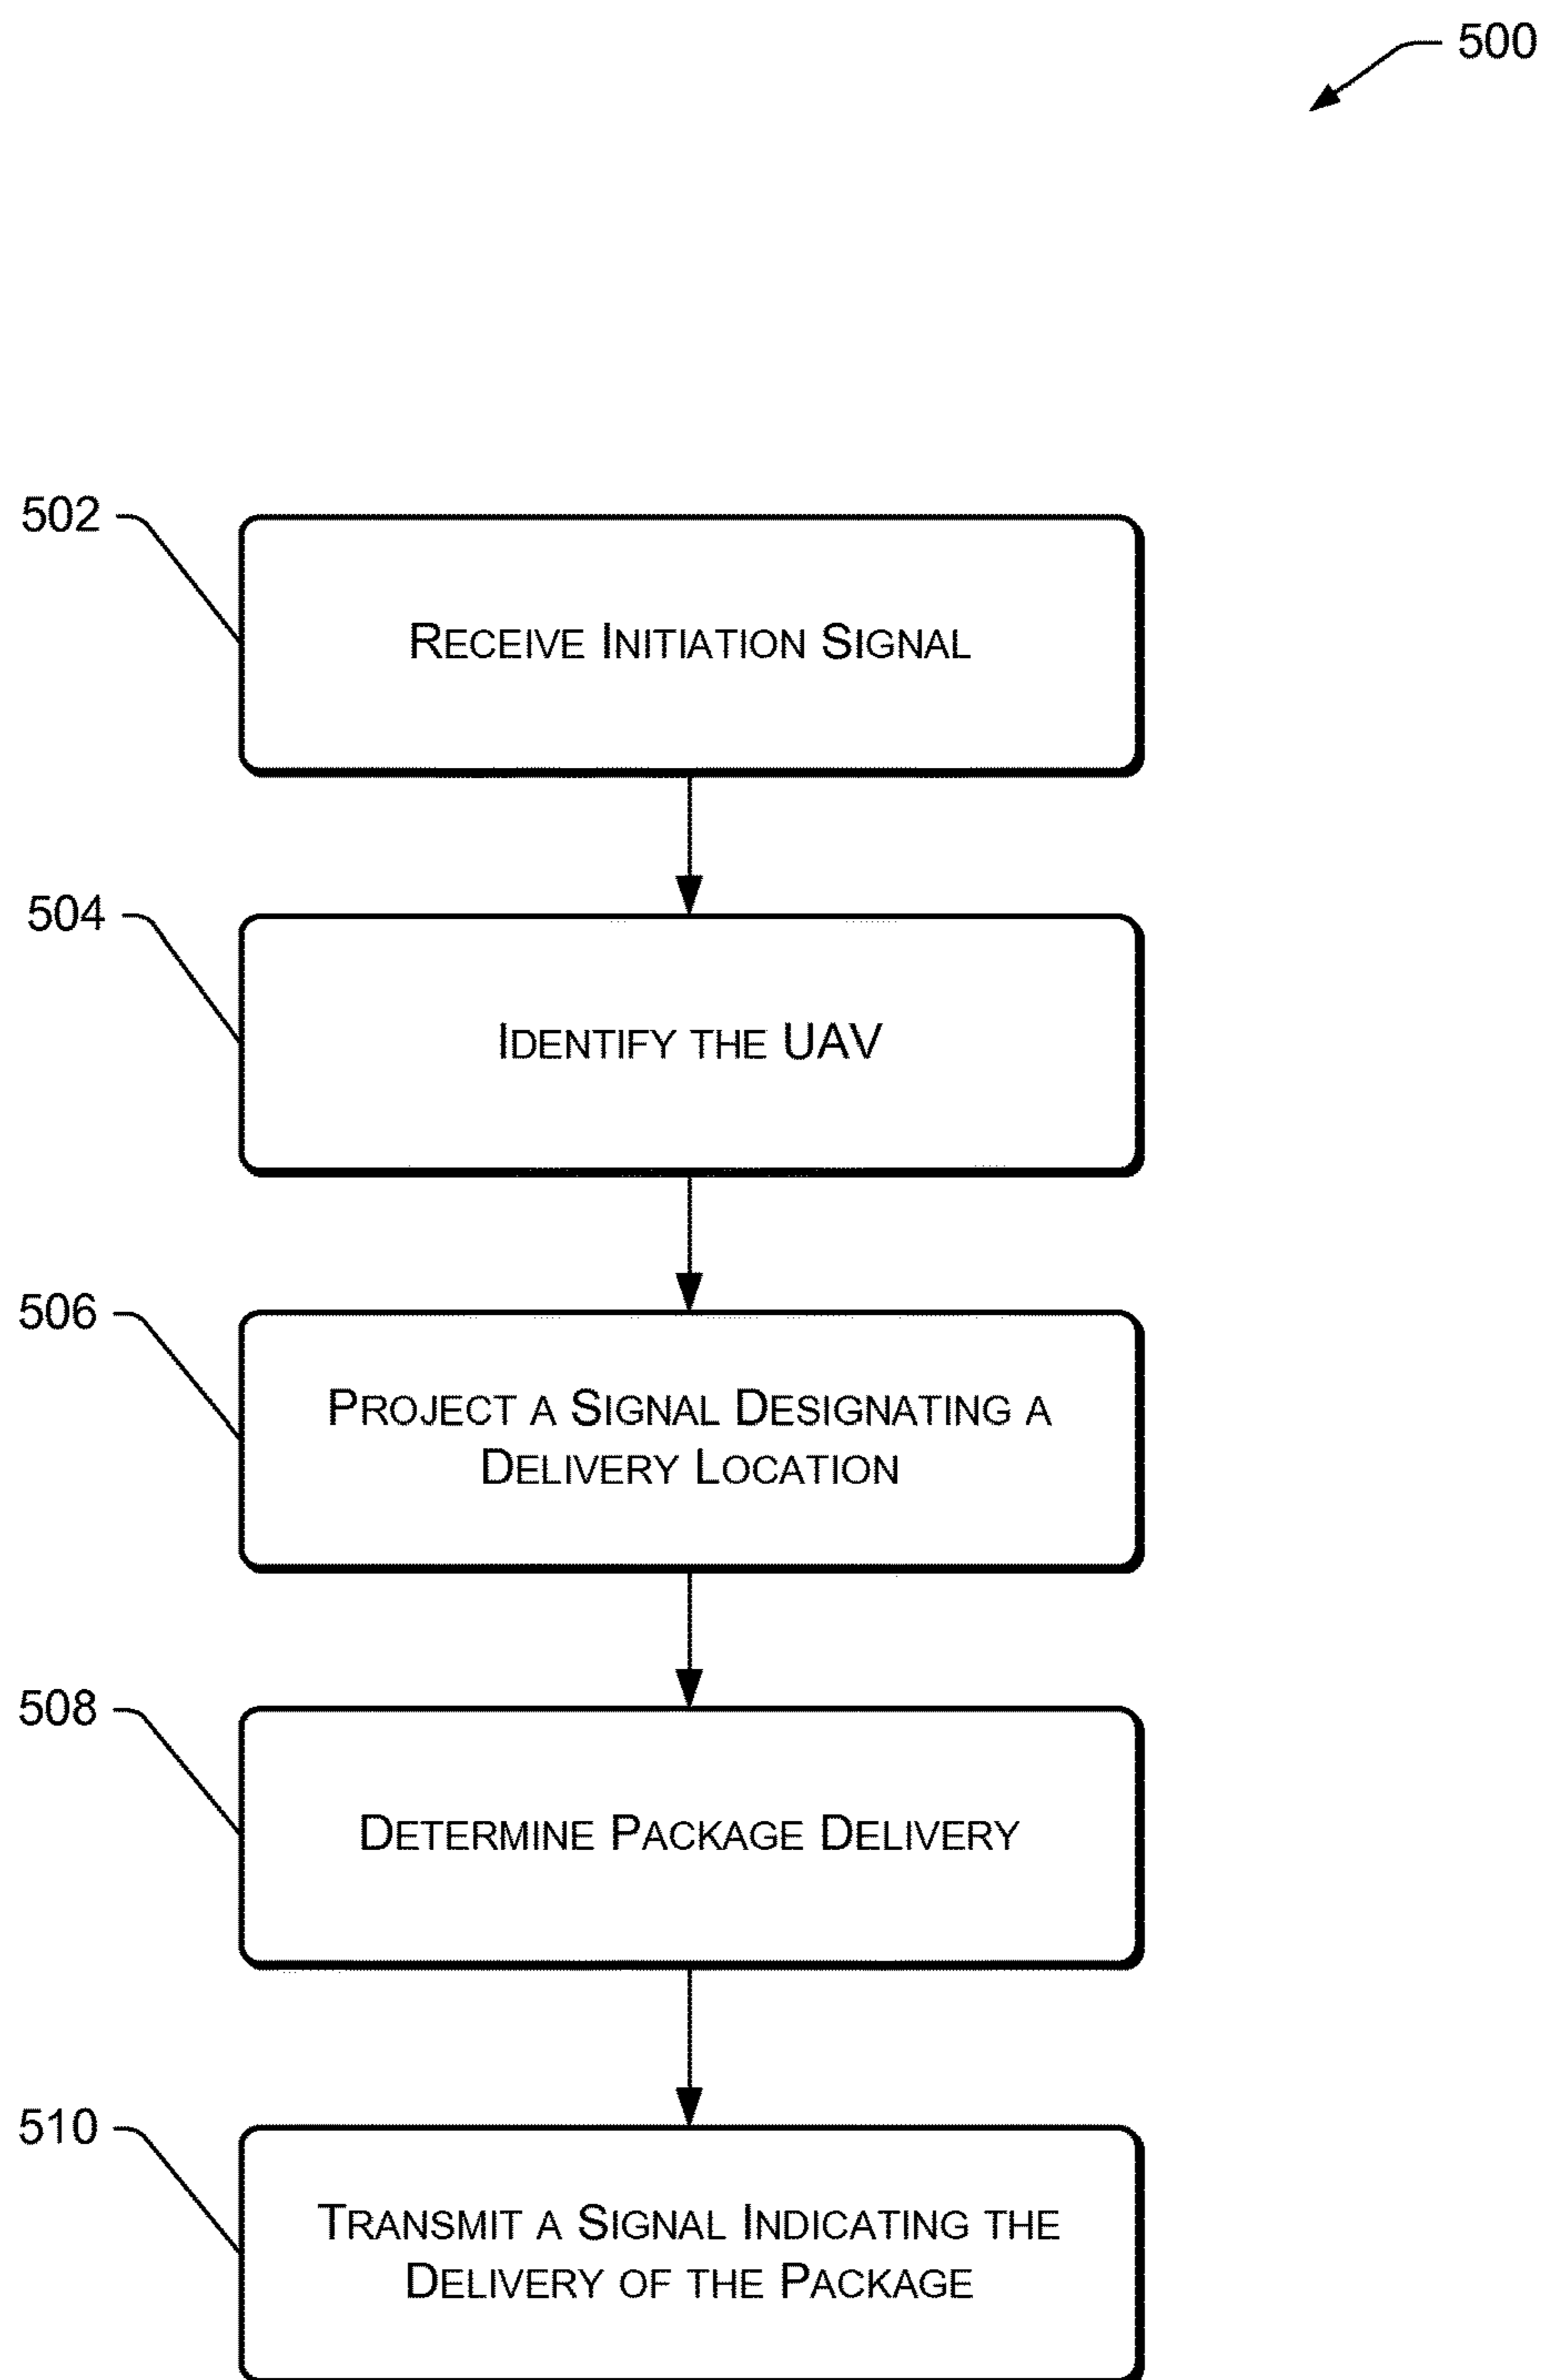 500
502
RECEIVE INITIATION SIGNAL
504
IDENTIFY THE UAV
506
PROJECT A SIGNAL DESIGNATING A
DELIVERY LOCATION
508
DETERMINE PACKAGE DELIVERY
510
TRANSMIT A SIGNAL INDICATING THE
DELIVERY OF THE PACKAGE